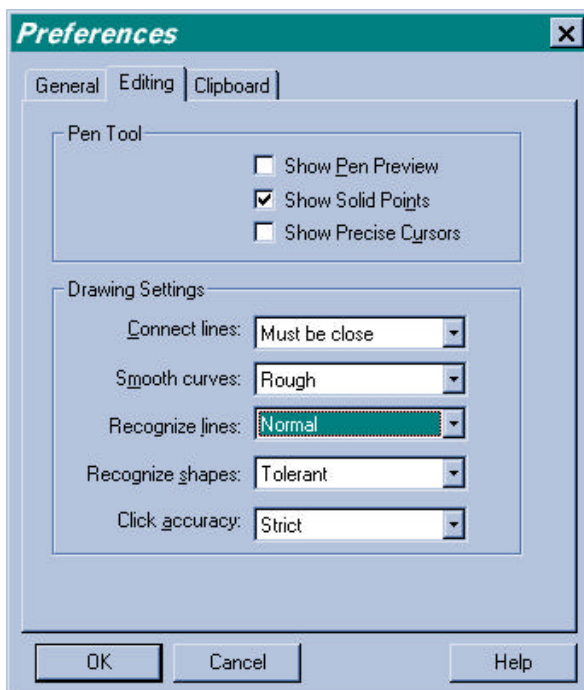 Preferences
General Editing Clipboard
Pen Tool
Show Pen Preview
Show Solid Points
Show Precise Cursors
Drawing Settings
Connect lines: Must be close
Smooth curves: Rough
Recognize lines: Normal
Recognize shapes: Tolerant
Click accuracy: Strict
OK Cancel Help